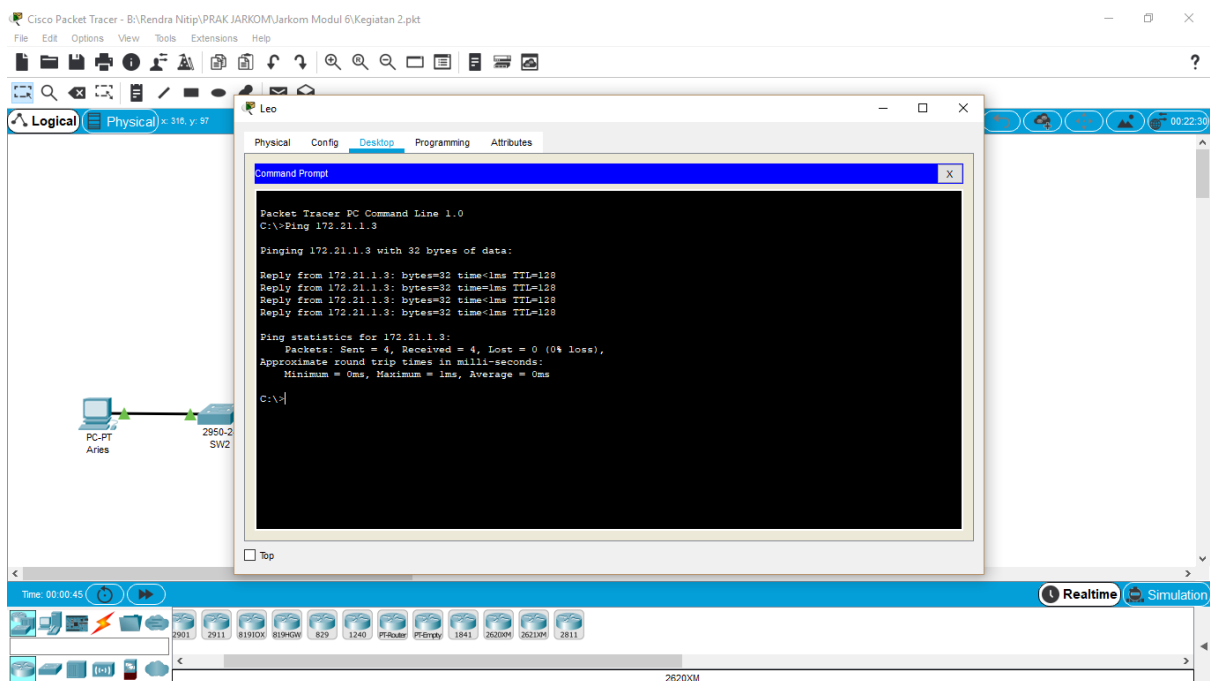 Cisco Packet Tracer - B:\Rendra Nitip\PRAK JARKOM\Jarkom Modul 6\Kegiatan 2.pkt
File Edit Options View Tools Extensions Help
?
Logical Physical x: 316, y: 97
00:22:30
Leo
Physical Config Desktop Programming Attributes
Command Prompt
X
Packet Tracer PC Command Line 1.0
C:\>Ping 172.21.1.3
Pinging 172.21.1.3 with 32 bytes of data:
Reply from 172.21.1.3: bytes=32 time<1ms TTL=128
Reply from 172.21.1.3: bytes=32 time=1ms TTL=128
Reply from 172.21.1.3: bytes=32 time<1ms TTL=128
Reply from 172.21.1.3: bytes=32 time<1ms TTL=128
Ping statistics for 172.21.1.3:
Packets: Sent = 4, Received = 4, Lost = 0 (0% loss),
Approximate round trip times in milli-seconds:
Minimum = 0ms, Maximum = 1ms, Average = 0ms
C:\>
PC-PT
Aries
2950-2
SW2
Top
Time: 00:00:45
Realtime Simulation
2901 2911 819IOX 819HGW 829 1240 PT-Router PT-Empty 1841 2620XM 2621XM 2811
2620XM